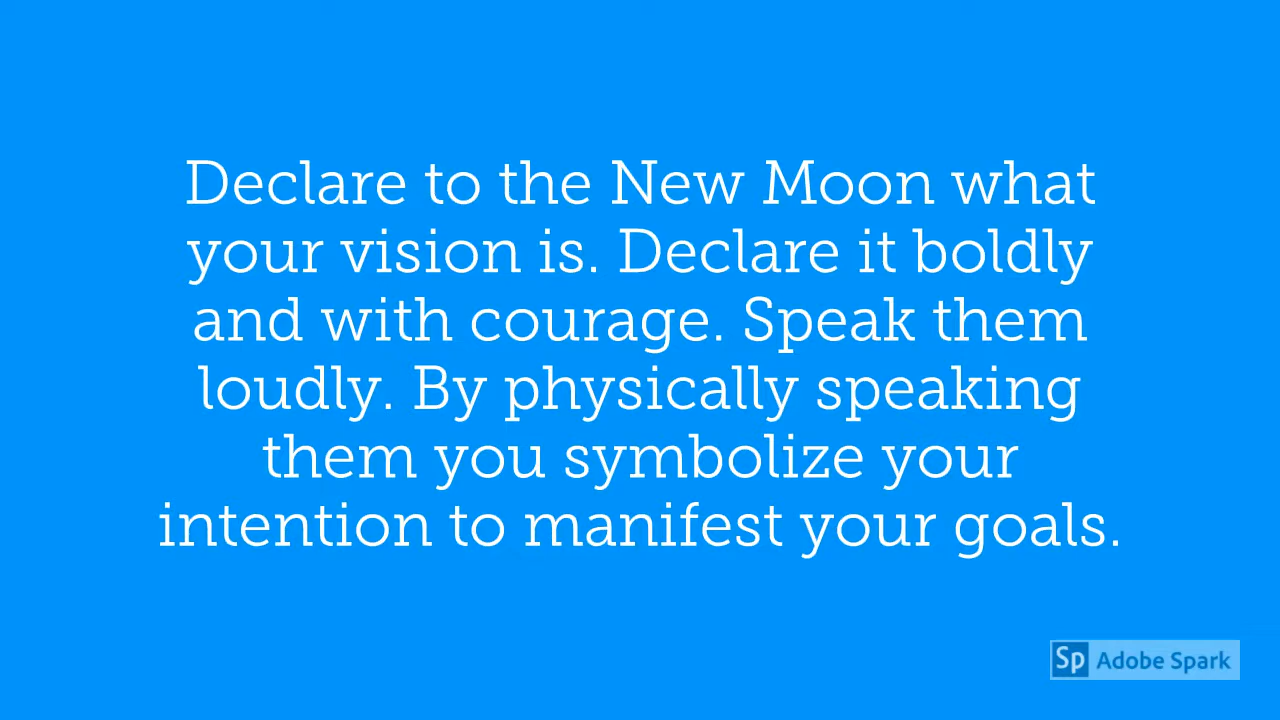 Declare to the New Moon what
your vision is. Declare it boldly
and with courage. Speak them
loudly. By physically speaking
them you symbolize your
intention to manifest your goals.
Sp Adobe Spark